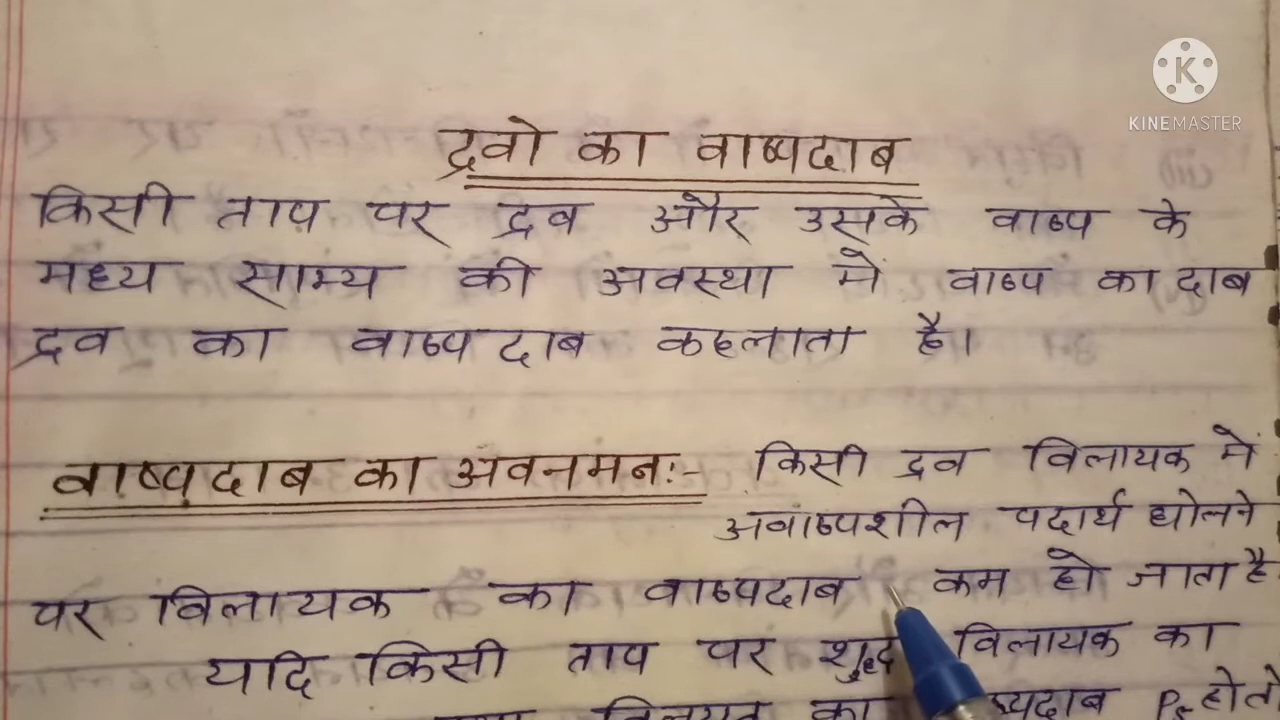 K
KINEMASTER
द्रवो का वाष्पदाब
किसी ताप पर द्रव और उसके वाष्प के
मध्य साम्य की अवस्था में वाष्प का दाब
द्रव का वाष्प दाब कहलाता है।
वाष्पदाब का अवनमन:- किसी द्रव विलायक में
अवाष्पशील पदार्थ घोलने
पर विलायक का वाष्पदाब कम हो जाता है
यदि किसी ताप पर शुद्ध विलायक का
का होतो